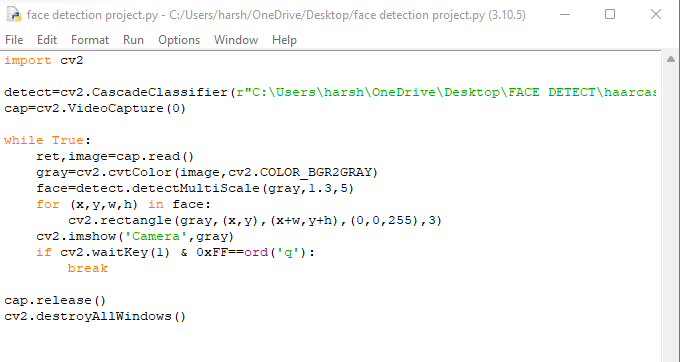 face detection project.py - C:/Users/harsh/OneDrive/Desktop/face detection project.py (3.10.5)
File Edit Format Run Options Window Help
import cv2

detect=cv2.CascadeClassifier(r"C:\Users\harsh\OneDrive\Desktop\FACE DETECT\haarcas
cap=cv2.VideoCapture(0)

while True:
    ret,image=cap.read()
    gray=cv2.cvtColor(image,cv2.COLOR_BGR2GRAY)
    face=detect.detectMultiScale(gray,1.3,5)
    for (x,y,w,h) in face:
        cv2.rectangle(gray,(x,y),(x+w,y+h),(0,0,255),3)
    cv2.imshow('Camera',gray)
    if cv2.waitKey(1) & 0xFF==ord('q'):
        break

cap.release()
cv2.destroyAllWindows()